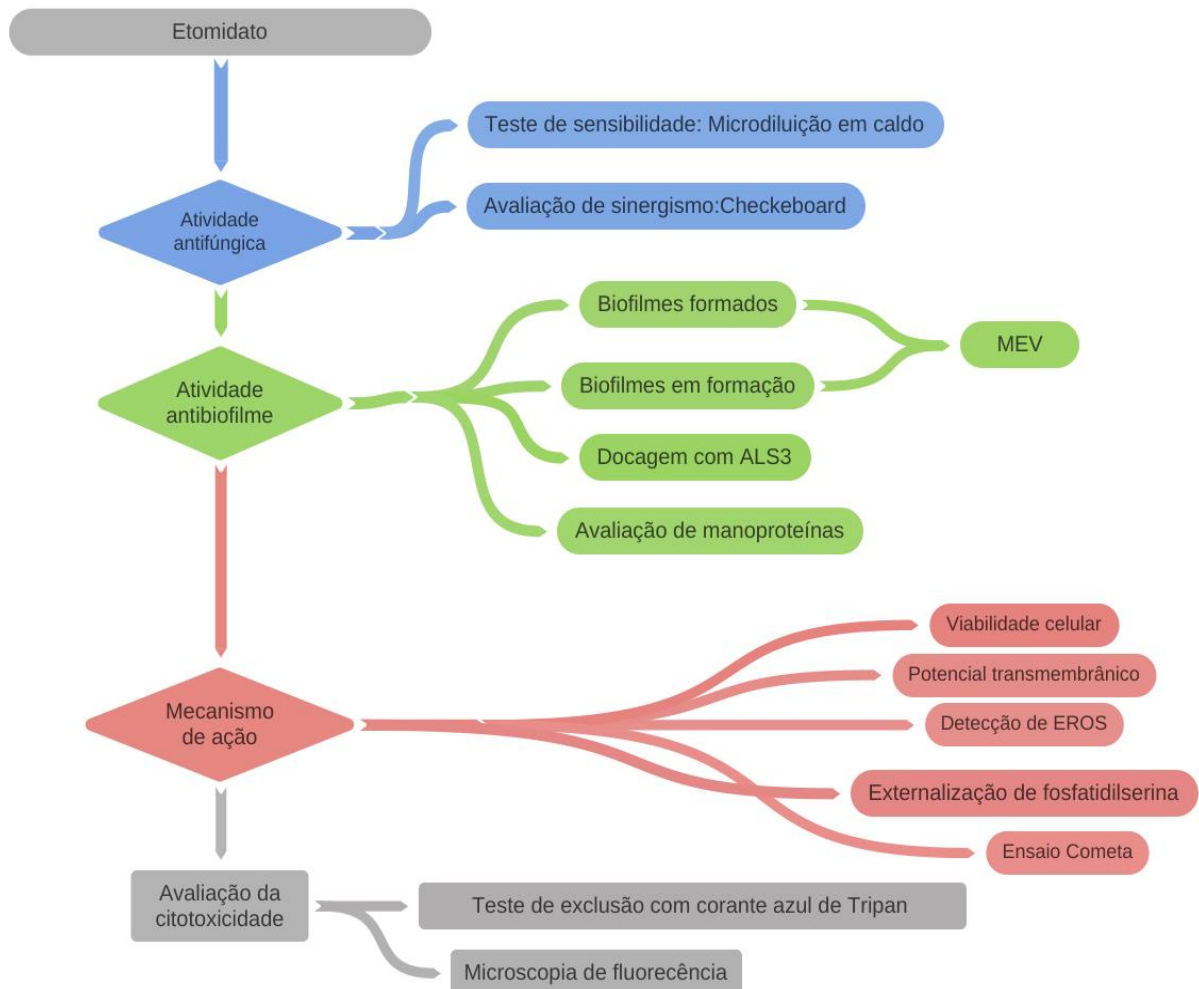 Etomidato
Teste de sensibilidade: Microdiluição em caldo
Avaliação de sinergismo:Checkeboard
Atividade
antifúngica
Biofilmes formados
MEV
Biofilmes em formação
Atividade
antibiofilme
Docagem com ALS3
Avaliação de manoproteínas
Viabilidade celular
Potencial transmembrânico
Mecanismo
de ação
Detecção de EROS
Externalização de fosfatidilserina
Ensaio Cometa
Avaliação da
citotoxicidade
Teste de exclusão com corante azul de Tripan
Microscopia de fluorecência